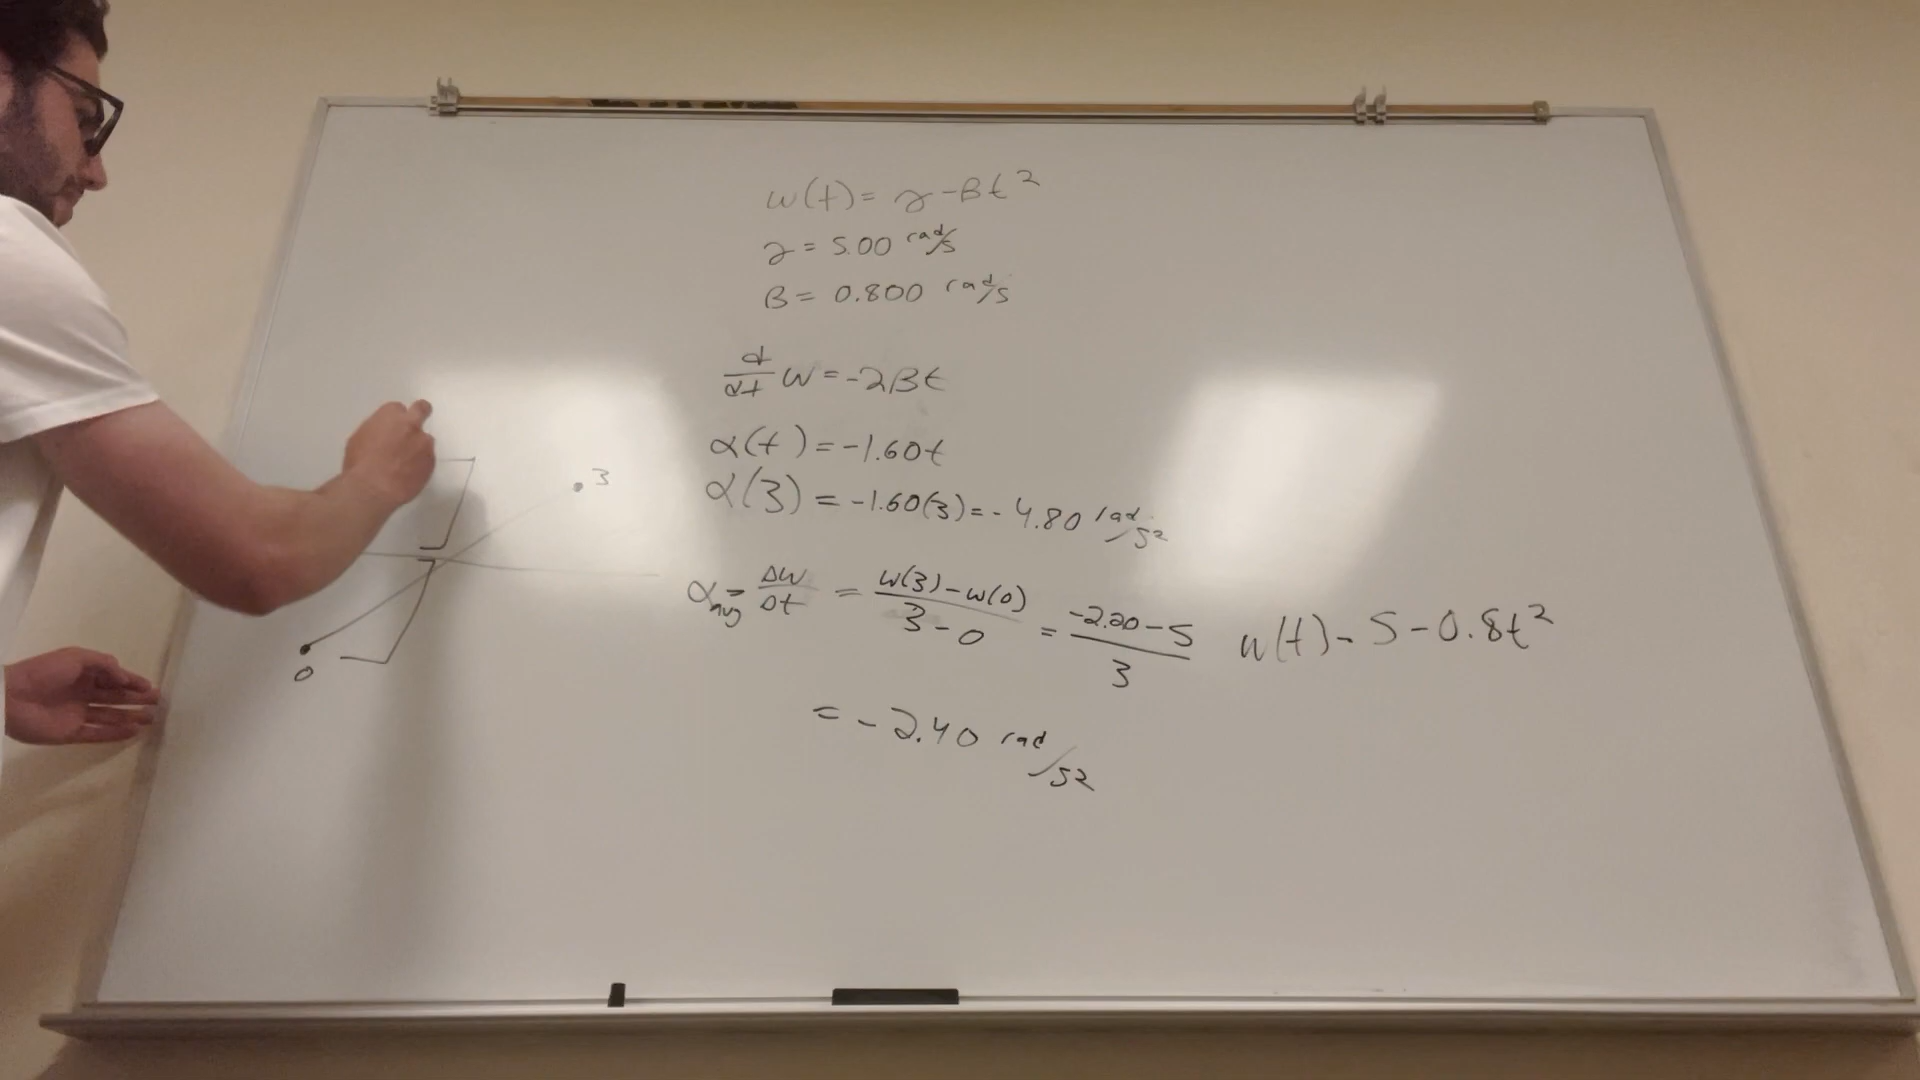 ω(t) = γ - βt²
γ = 5.00 rad/s
β = 0.800 rad/s
d/dt ω = -2βt
α(t) = -1.60t
α(3) = -1.60(3) = -4.80 rad/s²
α_avg = Δω/Δt = (ω(3) - ω(0))/(3 - 0) = (-2.20 - 5)/3 ω(t) = 5 - 0.8t²
= -2.40 rad/s²
3
0